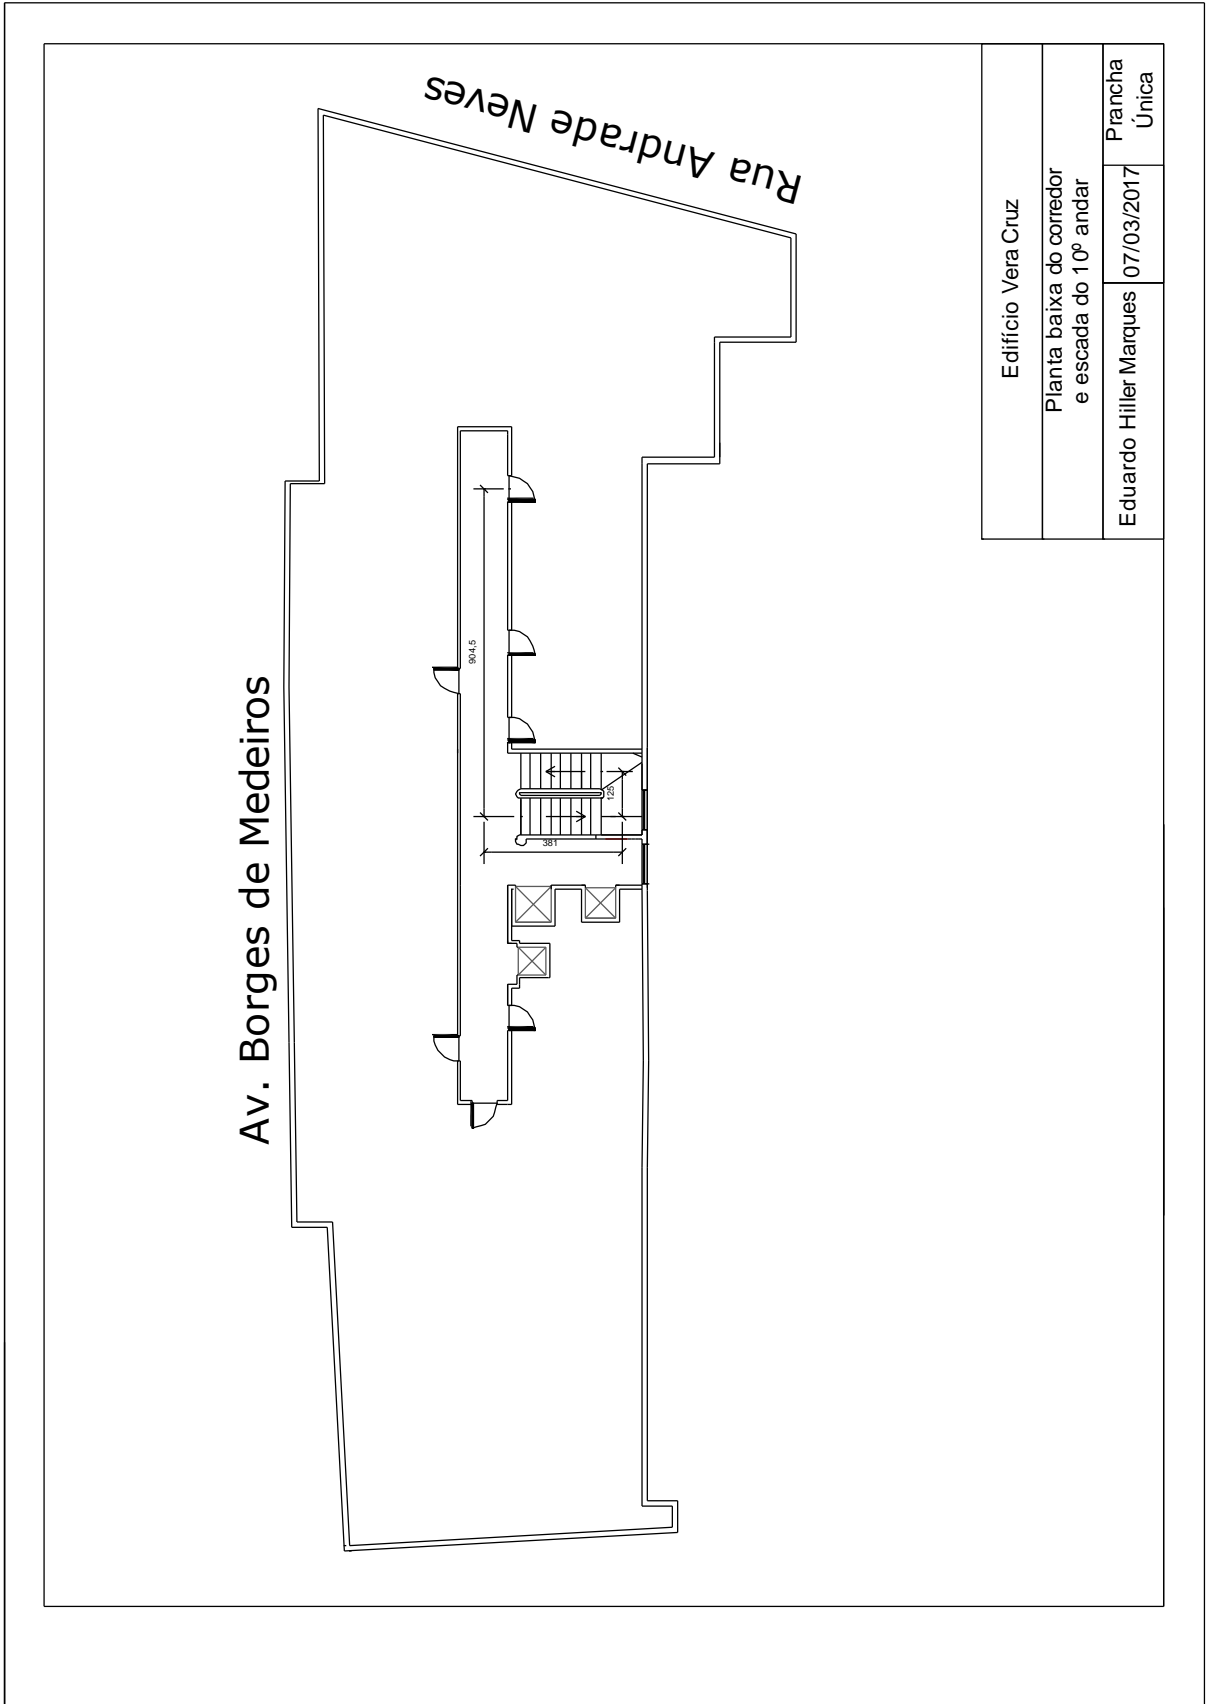 Rua Andrade Neves
Av. Borges de Medeiros
904,5
125
381
Edifício Vera Cruz
Planta baixa do corredor
e escada do 10º andar
Eduardo Hiller Marques
07/03/2017
Prancha
Única